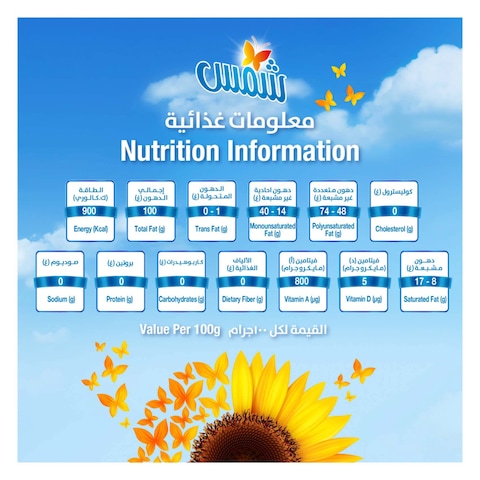 شمس
معلومات غذائية
Nutrition Information
الطاقة
(ك.كالوري)
900
Energy (Kcal)
إجمالي
الدهون (غ)
100
Total Fat (g)
الدهون
المتحولة (غ)
0 - 1
Trans Fat (g)
دهون احادية
غير مشبعة (غ)
40 - 14
Monounsaturated
Fat (g)
دهون متعددة
غير مشبعة (غ)
74 - 48
Polyunsaturated
Fat (g)
كوليسترول (غ)
0
Cholesterol (g)
صوديوم (غ)
0
Sodium (g)
بروتين (غ)
0
Protein (g)
كاربوهيدرات (غ)
0
Carbohydrates (g)
الألياف
الغذائية (غ)
0
Dietary Fiber (g)
فيتامين (أ)
(مايكروجرام)
800
Vitamin A (µg)
فيتامين (د)
(مايكروجرام)
5
Vitamin D (µg)
دهون
مشبعة (غ)
17 - 8
Saturated Fat (g)
Value Per 100g القيمة لكل ١٠٠جرام